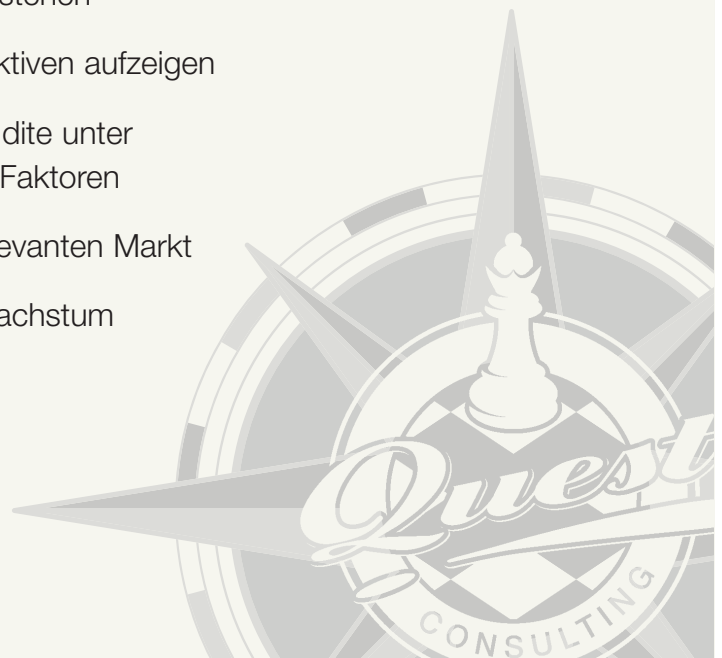 ktiven aufzeigen
dite unter
Faktoren
evanten Markt
achstum
Quest
CONSULTING